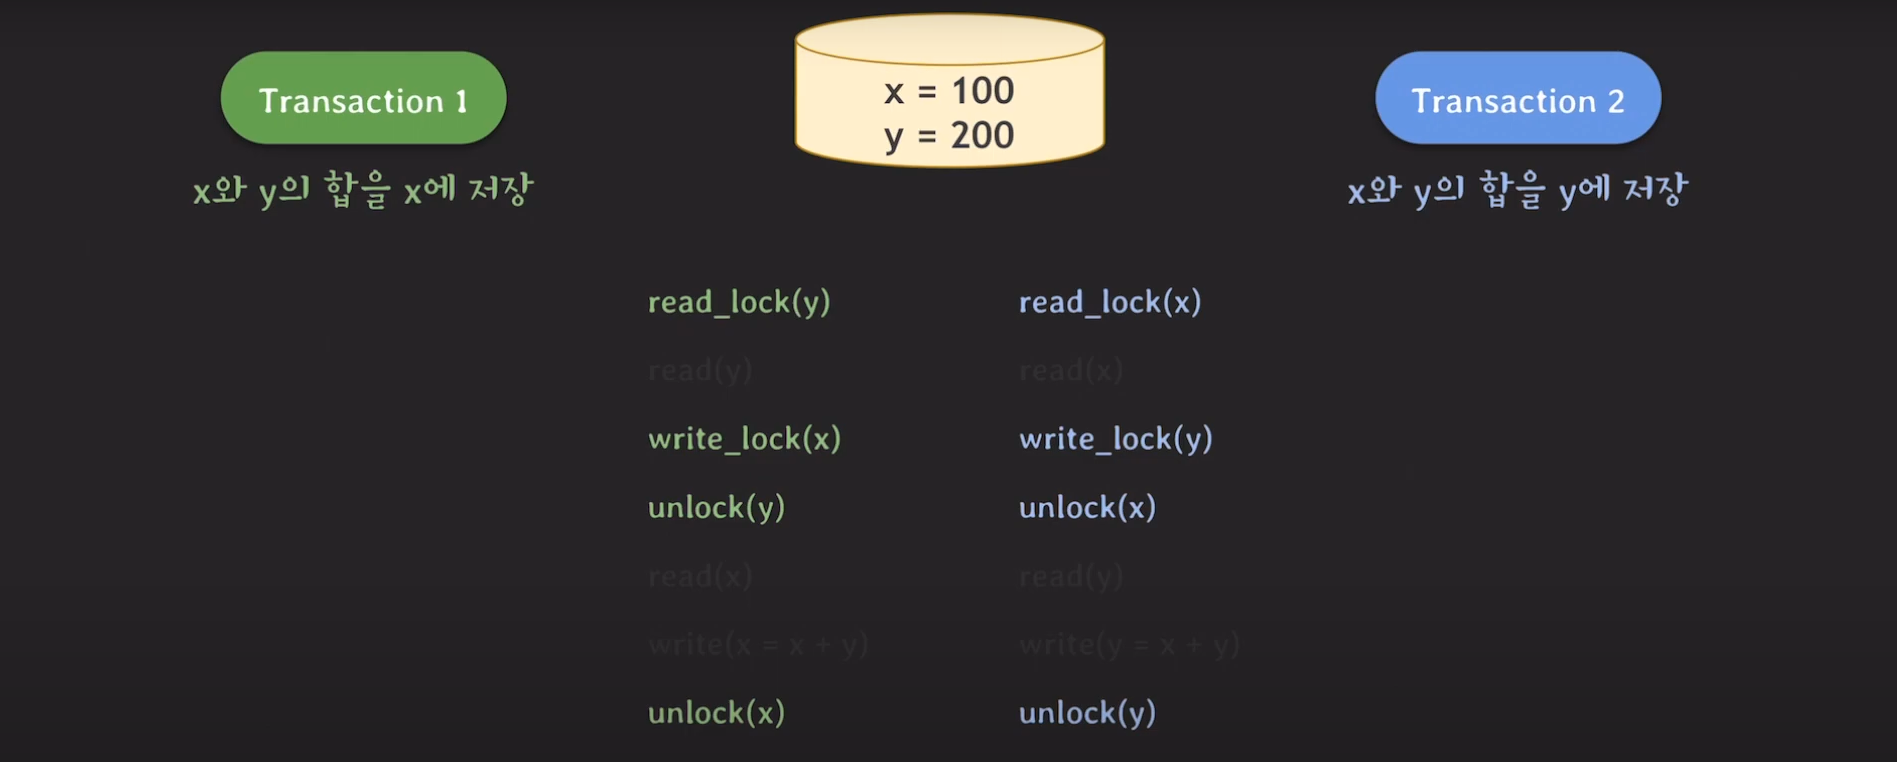 Transaction 1
x와 y의 합을 x에 저장
x = 100
y = 200
Transaction 2
x와 y의 합을 y에 저장
read_lock(y)
read(y)
write_lock(x)
unlock(y)
read(x)
write(x = x + y)
unlock(x)
read_lock(x)
read(x)
write_lock(y)
unlock(x)
read(y)
write(y = x + y)
unlock(y)